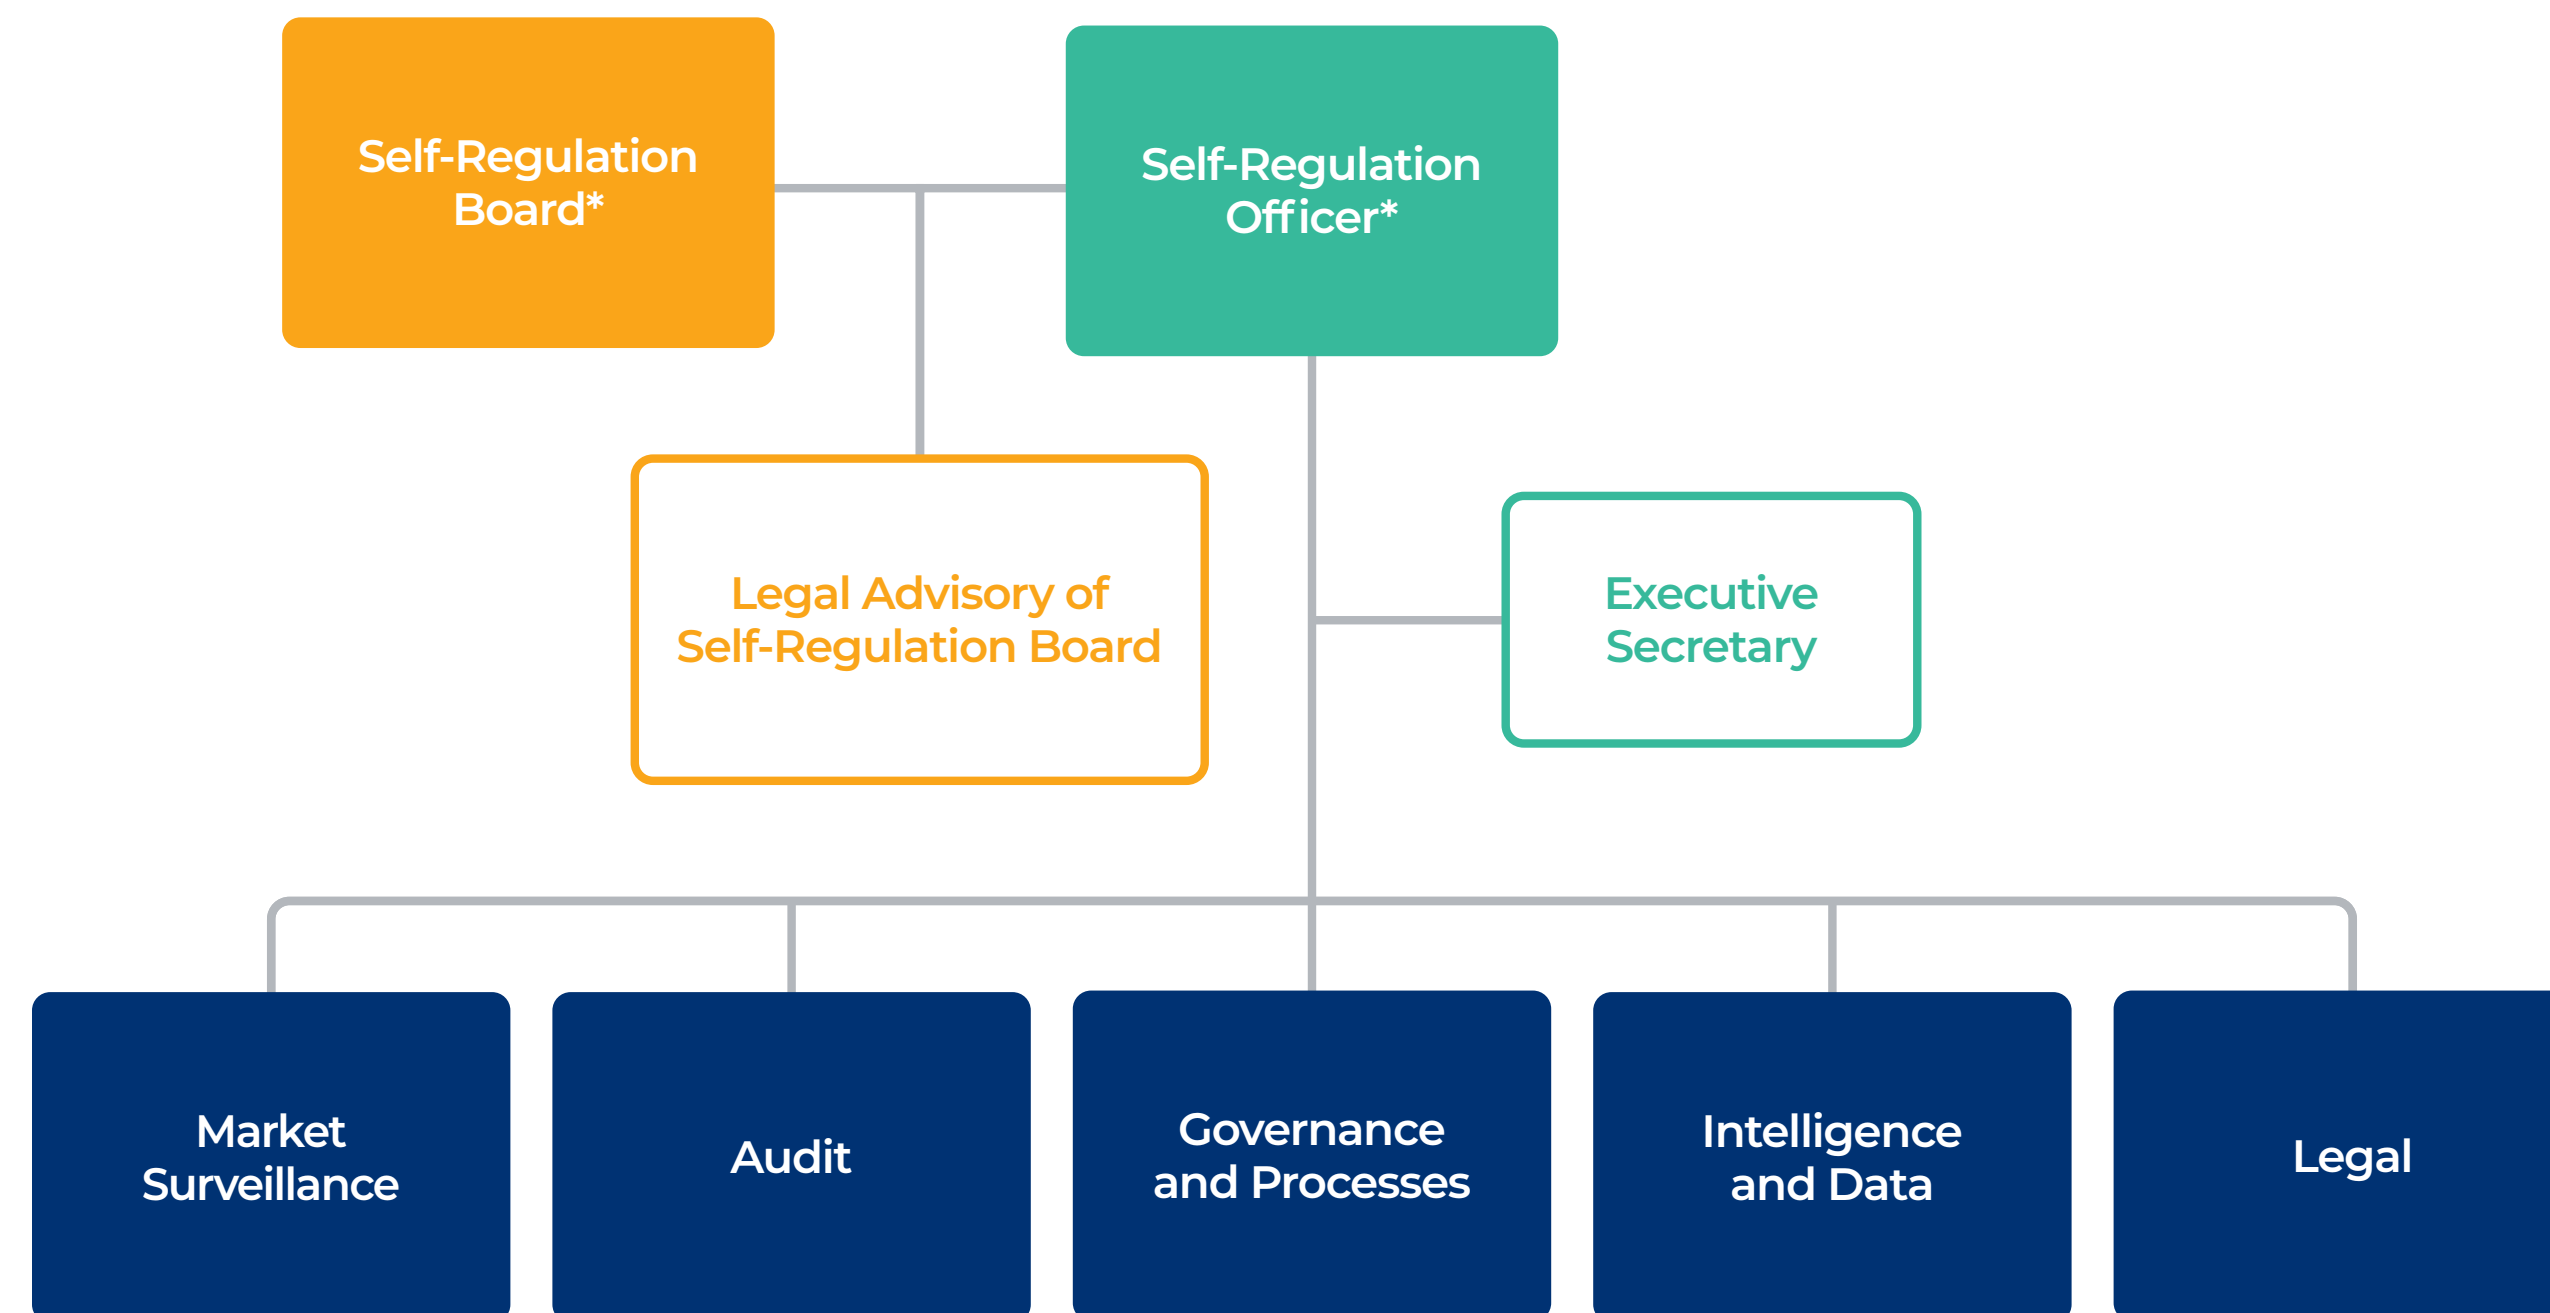 Self-Regulation
Board*
Self-Regulation
Officer*
Legal Advisory of
Self-Regulation Board
Executive
Secretary
Market
Surveillance
Audit
Governance
and Processes
Intelligence
and Data
Legal